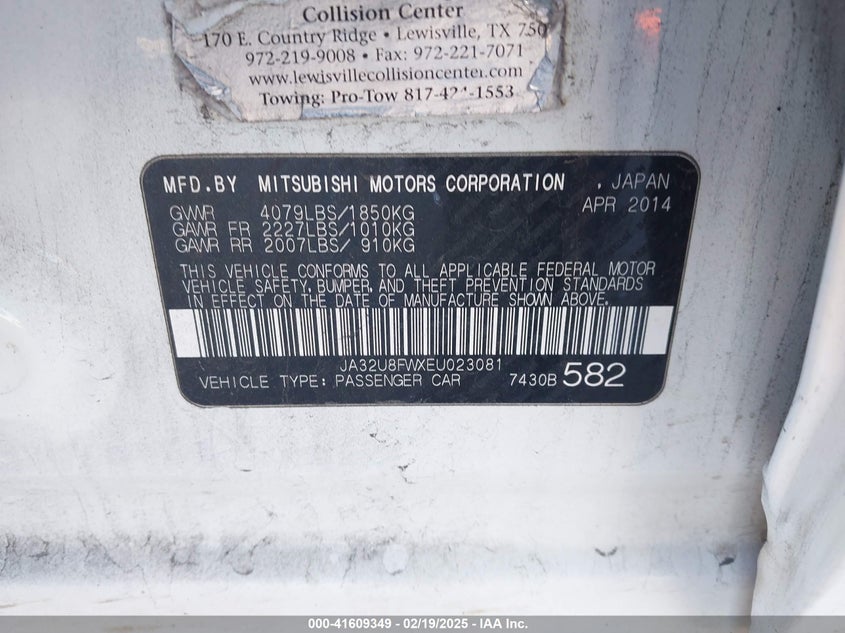 Collision Center
170 E. Country Ridge • Lewisville, TX 750
972-219-9008 • Fax: 972-221-7071
www.lewisvillecollisioncenter.com
Towing: Pro-Tow 817-424-1553
MFD.BY MITSUBISHI MOTORS CORPORATION , JAPAN
APR 2014
GVWR 4079LBS/1850KG
GAWR FR 2227LBS/1010KG
GAWR RR 2007LBS/ 910KG
THIS VEHICLE CONFORMS TO ALL APPLICABLE FEDERAL MOTOR
VEHICLE SAFETY, BUMPER, AND THEFT PREVENTION STANDARDS
IN EFFECT ON THE DATE OF MANUFACTURE SHOWN ABOVE.
JA32U8FWXEU023081
VEHICLE TYPE: PASSENGER CAR 7430B 582
000-41609349 - 02/19/2025 - IAA Inc.